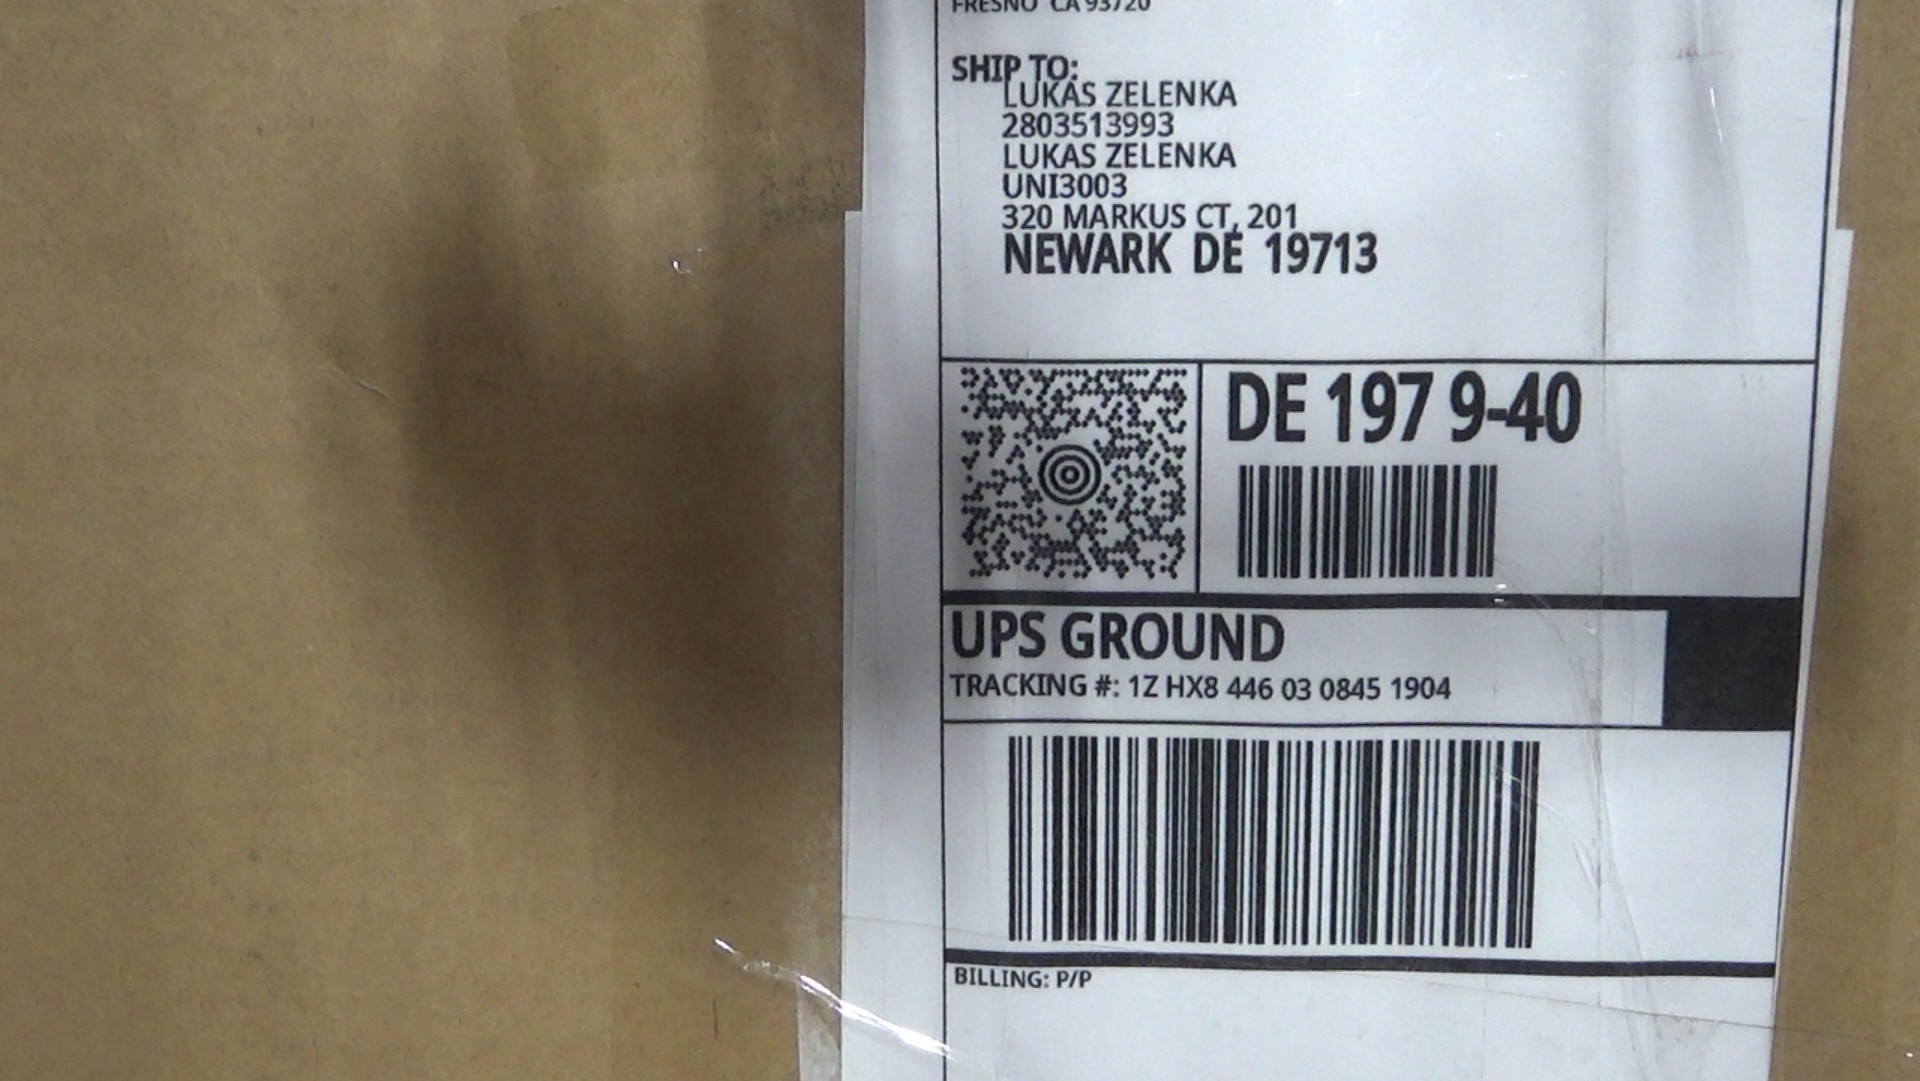 FRESNO CA 93720
SHIP TO:
LUKAS ZELENKA
2803513993
LUKAS ZELENKA
UNI3003
320 MARKUS CT, 201
NEWARK DE 19713
DE 197 9-40
UPS GROUND
TRACKING #: 1Z HX8 446 03 0845 1904
BILLING: P/P